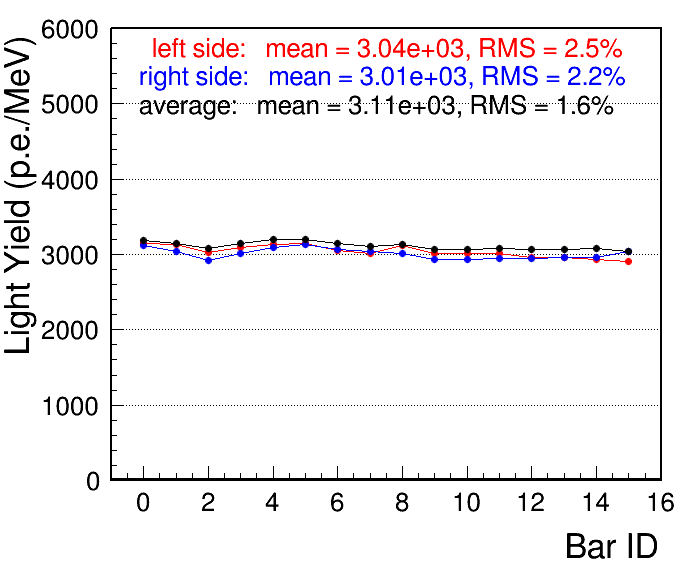 left side: mean = 3.04e+03, RMS = 2.5%
right side: mean = 3.01e+03, RMS = 2.2%
average: mean = 3.11e+03, RMS = 1.6%
Light Yield (p.e./MeV)
6000
5000
4000
3000
2000
1000
0
0 2 4 6 8 10 12 14 16
Bar ID